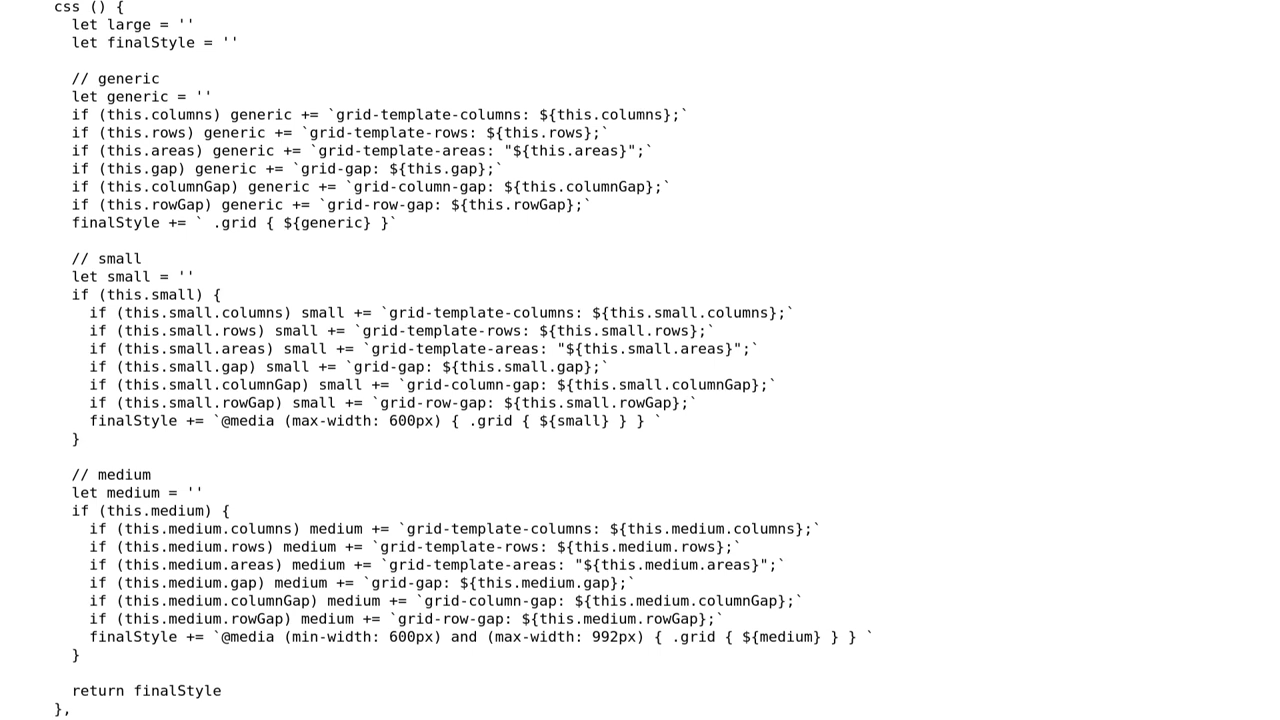 css () {
let large = ''
let finalStyle = ''
// generic
let generic = ''
if (this.columns) generic += `grid-template-columns: ${this.columns};`
if (this.rows) generic += `grid-template-rows: ${this.rows};`
if (this.areas) generic += `grid-template-areas: "${this.areas}";`
if (this.gap) generic += `grid-gap: ${this.gap};`
if (this.columnGap) generic += `grid-column-gap: ${this.columnGap};`
if (this.rowGap) generic += `grid-row-gap: ${this.rowGap};`
finalStyle += ` .grid { ${generic} }`
// small
let small = ''
if (this.small) {
if (this.small.columns) small += `grid-template-columns: ${this.small.columns};`
if (this.small.rows) small += `grid-template-rows: ${this.small.rows};`
if (this.small.areas) small += `grid-template-areas: "${this.small.areas}";`
if (this.small.gap) small += `grid-gap: ${this.small.gap};`
if (this.small.columnGap) small += `grid-column-gap: ${this.small.columnGap};`
if (this.small.rowGap) small += `grid-row-gap: ${this.small.rowGap};`
finalStyle += `@media (max-width: 600px) { .grid { ${small} } } `
}
// medium
let medium = ''
if (this.medium) {
if (this.medium.columns) medium += `grid-template-columns: ${this.medium.columns};`
if (this.medium.rows) medium += `grid-template-rows: ${this.medium.rows};`
if (this.medium.areas) medium += `grid-template-areas: "${this.medium.areas}";`
if (this.medium.gap) medium += `grid-gap: ${this.medium.gap};`
if (this.medium.columnGap) medium += `grid-column-gap: ${this.medium.columnGap};`
if (this.medium.rowGap) medium += `grid-row-gap: ${this.medium.rowGap};`
finalStyle += `@media (min-width: 600px) and (max-width: 992px) { .grid { ${medium} } } `
}
return finalStyle
},